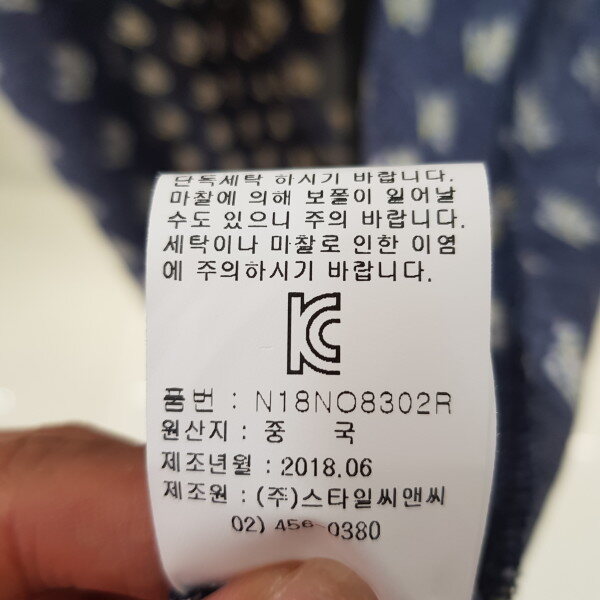 단독세탁 하시기 바랍니다.
마찰에 의해 보풀이 일어날
수도 있으니 주의 바랍니다.
세탁이나 마찰로 인한 이염
에 주의하시기 바랍니다.
KC
품번 : N18NO8302R
원산지 : 중 국
제조년월 : 2018.06
제조원 : (주)스타일씨앤씨
02) 456-0380